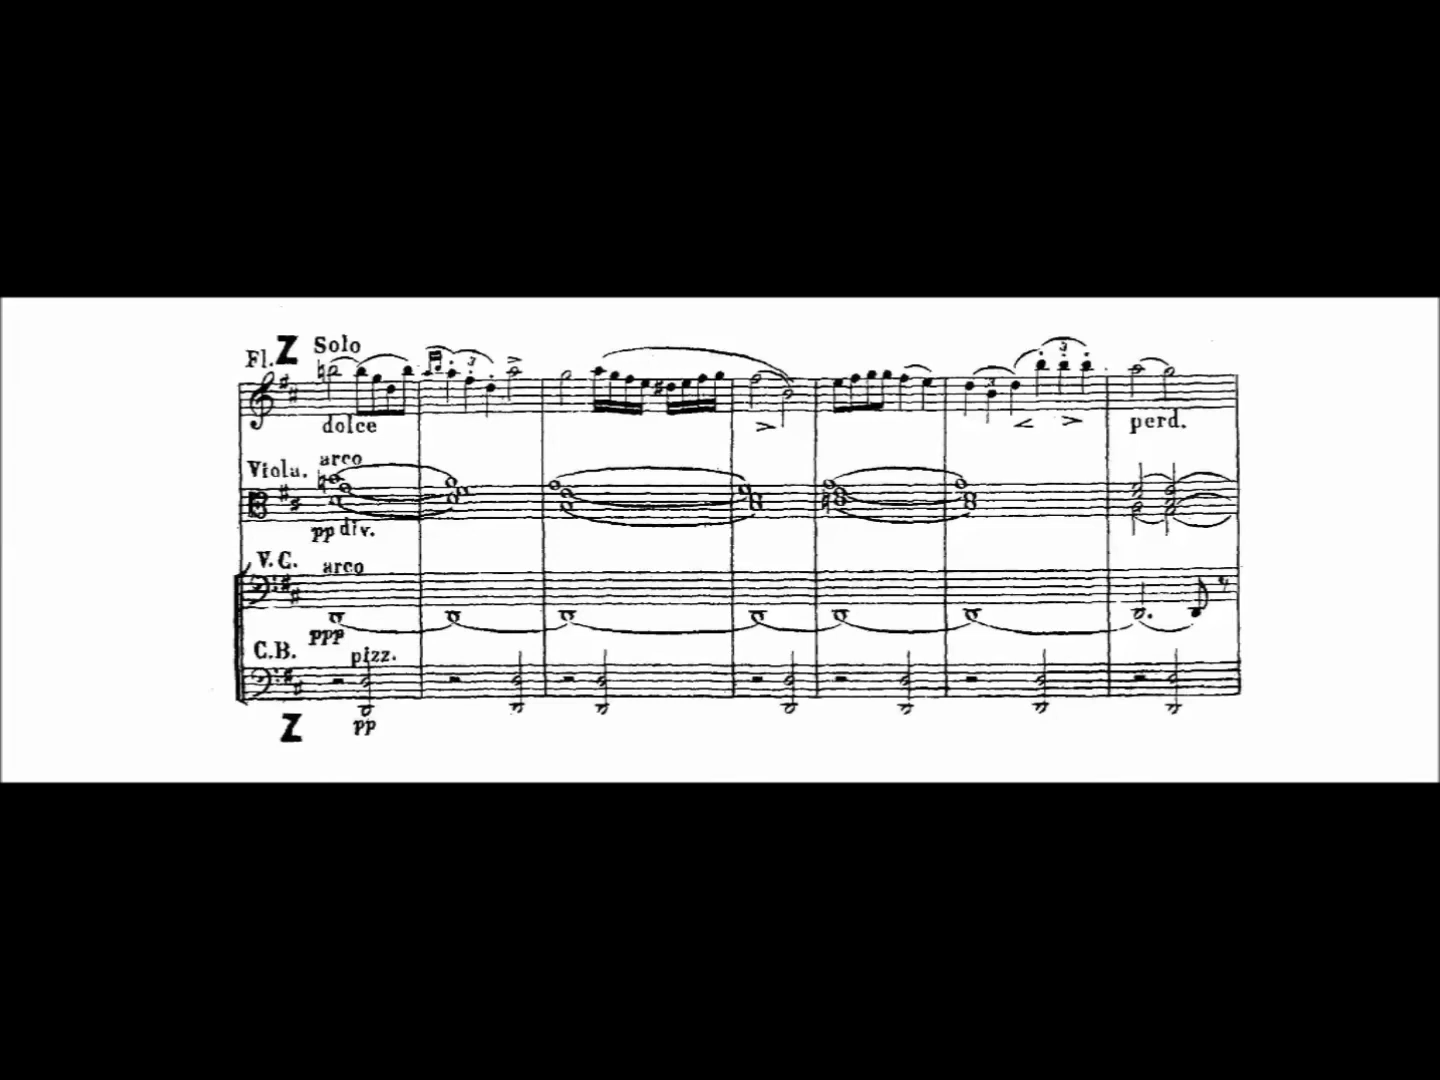 Fl. Z Solo
3
3
3
dolce
perd.
Viola. arco
pp div.
V.C. arco
ppp
C.B. pizz.
Z pp